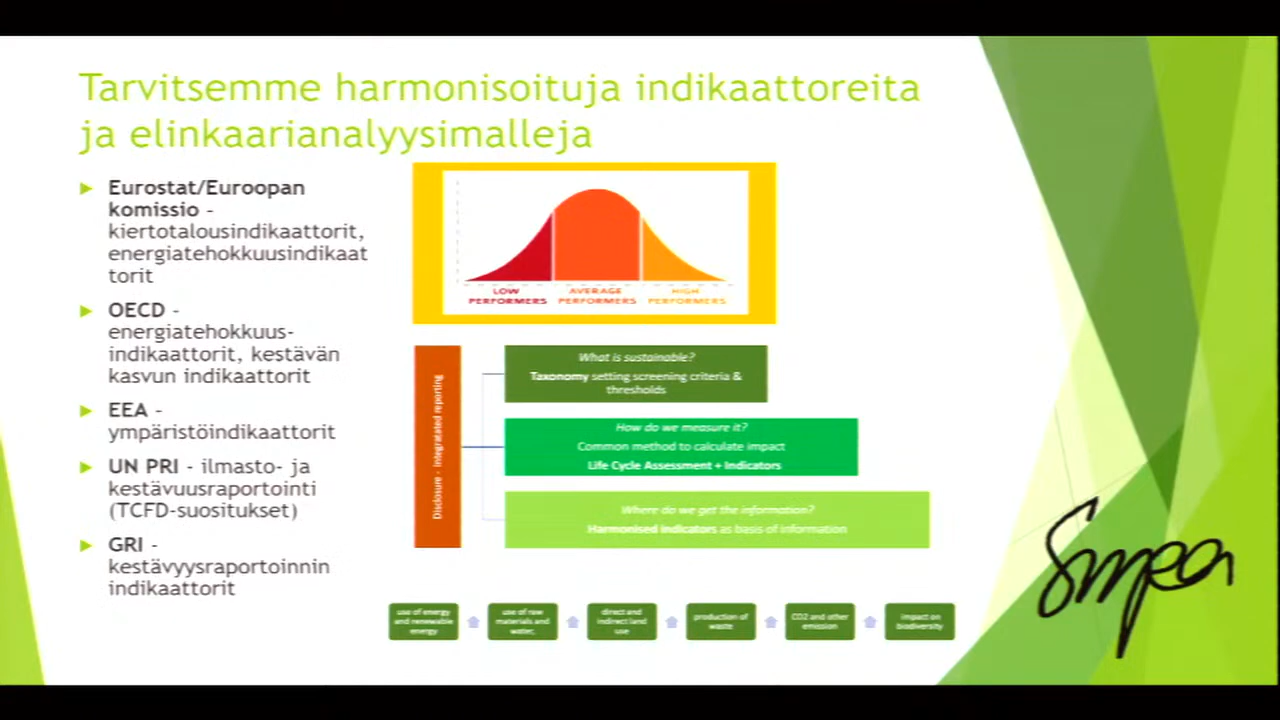 Tarvitsemme harmonisoituja indikaattoreita
ja elinkaarianalyysimalleja
Eurostat/Euroopan
komissio -
kiertotalousindikaattorit,
energiatehokkuusindikaat
torit
OECD -
energiatehokkuus-
indikaattorit, kestävän
kasvun indikaattorit
EEA -
ympäristöindikaattorit
UN PRI - ilmasto- ja
kestävuusraportointi
(TCFD-suositukset)
GRI -
kestävyysraportoinnin
indikaattorit
LOW
PERFORMERS
AVERAGE
PERFORMERS
HIGH
PERFORMERS
Disclosure - Integratated reporting
What is sustainable?
Taxonomy setting screening criteria &
thresholds
How do we measure it?
Common method to calculate impact
Life Cycle Assessment + Indicators
Where do we get the information?
Harmonised indicators as basis of information
use of energy
and renewable
energy
use of raw
materials and
water,
direct and
indirect land
use
production of
waste
CO2 and other
emission
impact on
biodiversity